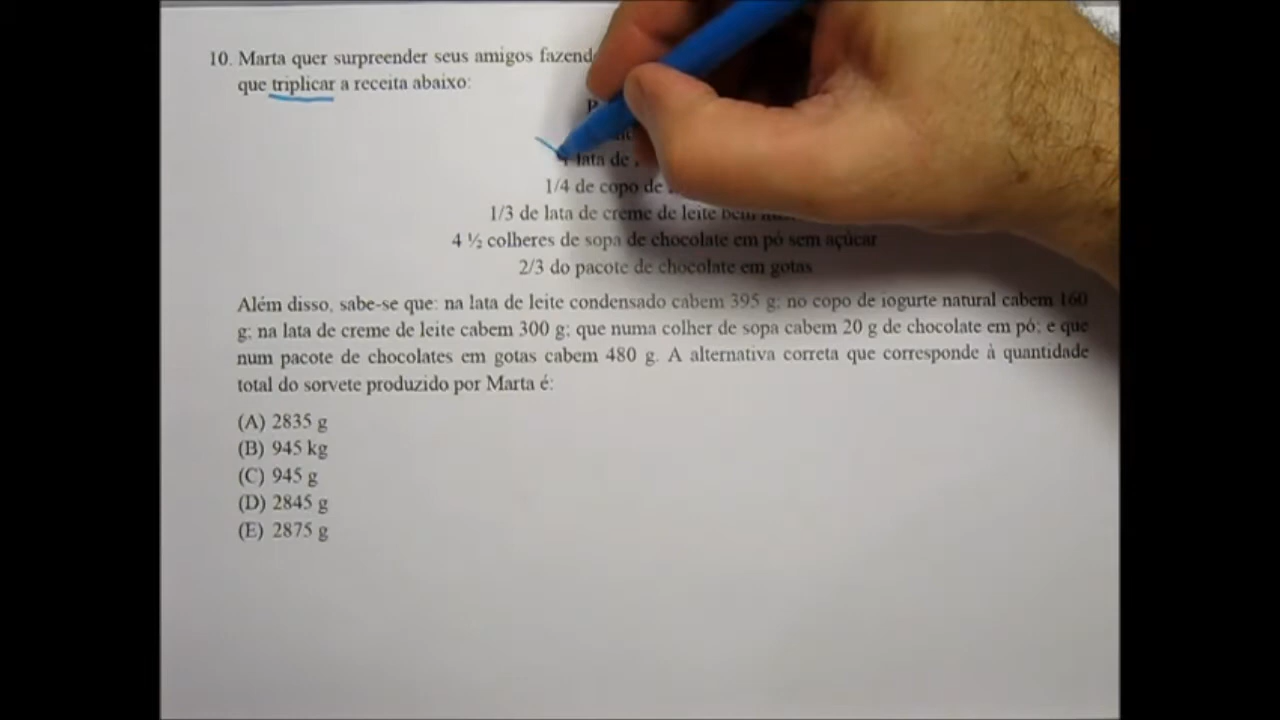 10. Marta quer surpreender seus amigos
que triplicar a receita abaixo:
lata de
1/4 de copo de
1/3 de lata de creme de leite bem
4 ½ colheres de sopa de chocolate em pó sem açúcar
2/3 do pacote de chocolate em gotas
Além disso, sabe-se que: na lata de leite condensado cabem 395 g; no copo de iogurte natural cabem 160
g; na lata de creme de leite cabem 300 g; que numa colher de sopa cabem 20 g de chocolate em pó; e que
num pacote de chocolates em gotas cabem 480 g. A alternativa correta que corresponde à quantidade
total do sorvete produzido por Marta é:
(A) 2835 g
(B) 945 kg
(C) 945 g
(D) 2845 g
(E) 2875 g